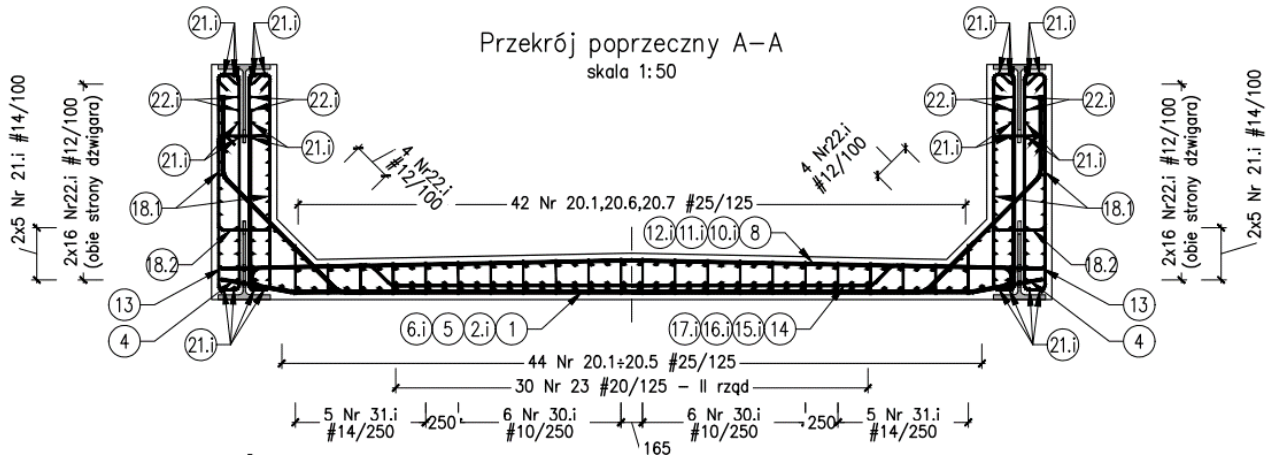 21.i 21.i
Przekrój poprzeczny A–A
skala 1:50
21.i 21.i
22.i 22.i
22.i 22.i
2x5 Nr 21.i #14/100
2x16 Nr22.i #12/100
(obie strony dźwigara)
21.i 21.i
4 Nr22.i
#12/100
4 Nr22.i
#12/100
21.i 21.i
2x16 Nr22.i #12/100
(obie strony dźwigara)
2x5 Nr 21.i #14/100
18.1
42 Nr 20.1,20.6,20.7 #25/125
18.1
12.i 11.i 10.i 8
18.2
18.2
13
13
4
21.i
6.i 5 2.i 1
17.i 16.i 15.i 14
21.i
4
44 Nr 20.1÷20.5 #25/125
30 Nr 23 #20/125 – II rząd
5 Nr 31.i
#14/250
250
6 Nr 30.i
#10/250
6 Nr 30.i
#10/250
250
5 Nr 31.i
#14/250
165